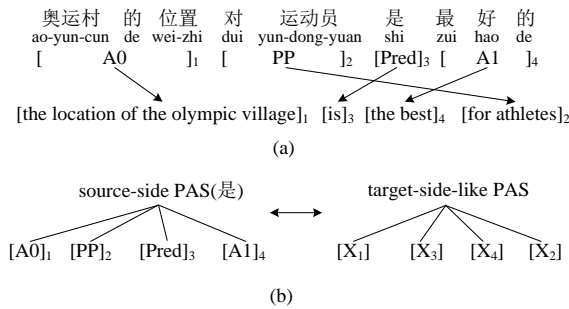 奥运村 的 位置 对 运动员 是 最 好 的
ao-yun-cun de wei-zhi dui yun-dong-yuan shi zui hao de
[ A0 ]1 [ PP ]2 [Pred]3 [ A1 ]4
[the location of the olympic village]1 [is]3 [the best]4 [for athletes]2
(a)
source-side PAS(是) target-side-like PAS
[A0]1 [PP]2 [Pred]3 [A1]4 [X1] [X3] [X4] [X2]
(b)